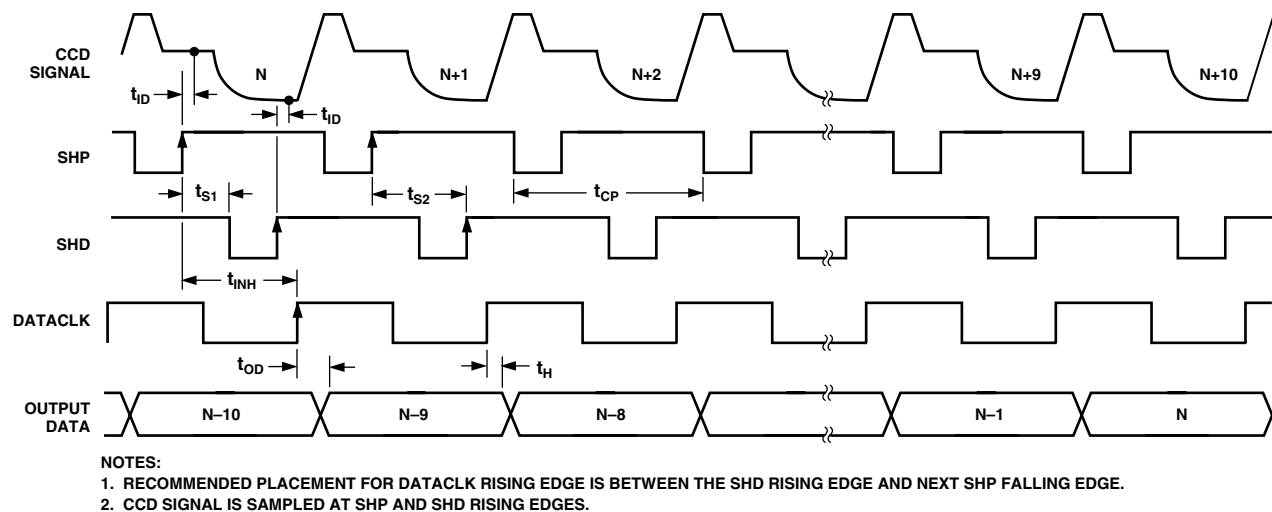 CCD
SIGNAL
N
N+1
N+2
N+9
N+10
tID
tID
SHP
tS1
tS2
tCP
SHD
tINH
DATACLK
tOD
tH
OUTPUT
DATA
N–10
N–9
N–8
N–1
N
NOTES:
1. RECOMMENDED PLACEMENT FOR DATACLK RISING EDGE IS BETWEEN THE SHD RISING EDGE AND NEXT SHP FALLING EDGE.
2. CCD SIGNAL IS SAMPLED AT SHP AND SHD RISING EDGES.